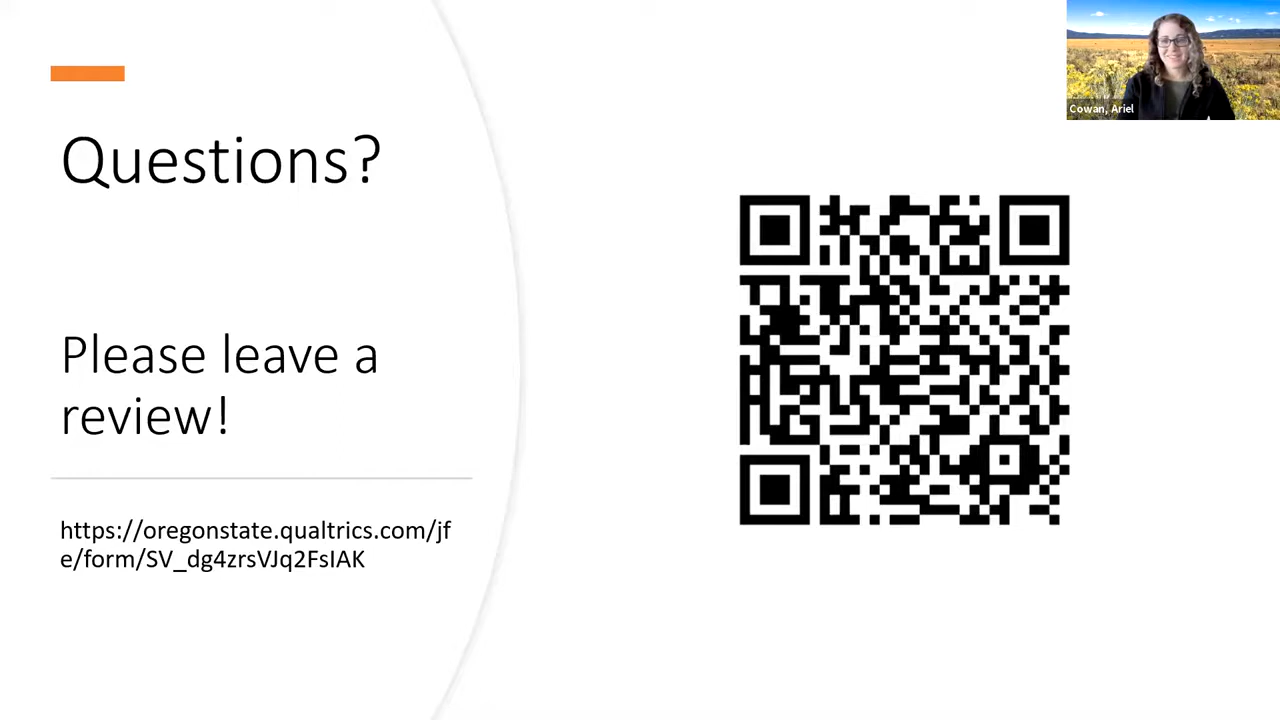 Questions?
Please leave a
review!
https://oregonstate.qualtrics.com/jf
e/form/SV_dg4zrsVJq2FsIAK
Cowan, Ariel